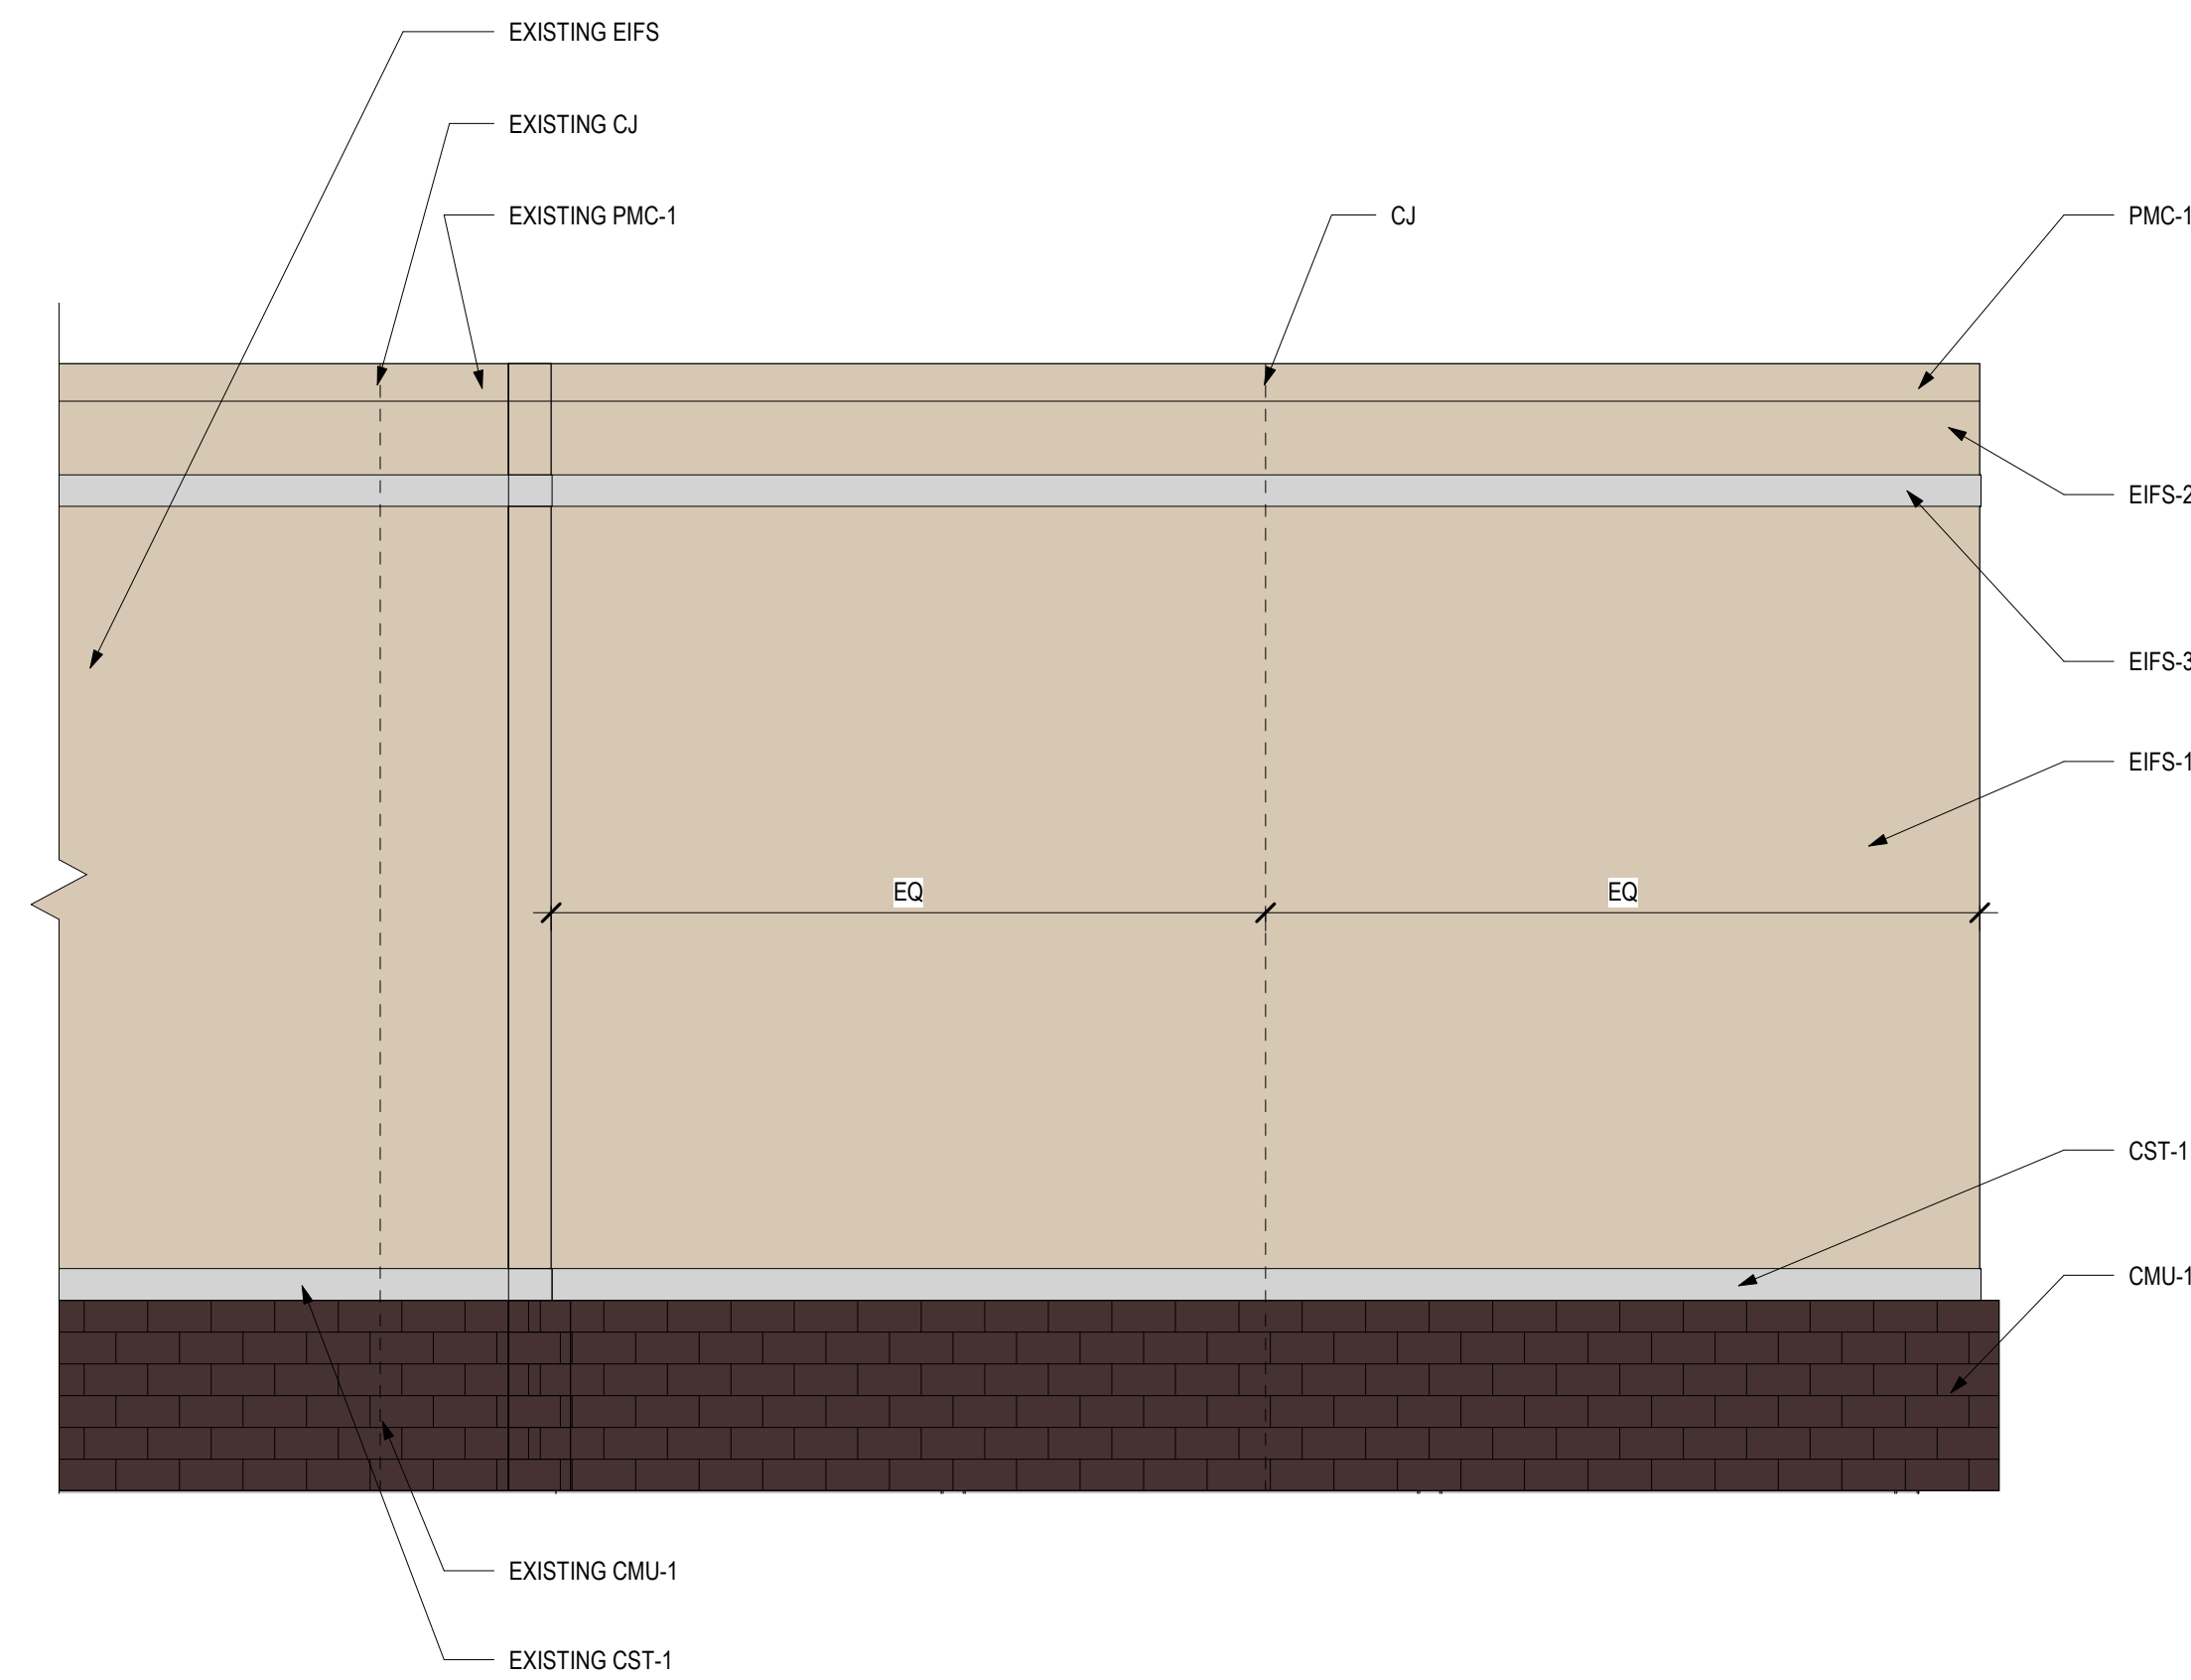 EXISTING EIFS
EXISTING CJ
EXISTING PMC-1
CJ
PMC-1
EIFS-2
EIFS-3
EIFS-1
EQ
EQ
CST-1
CMU-1
EXISTING CMU-1
EXISTING CST-1